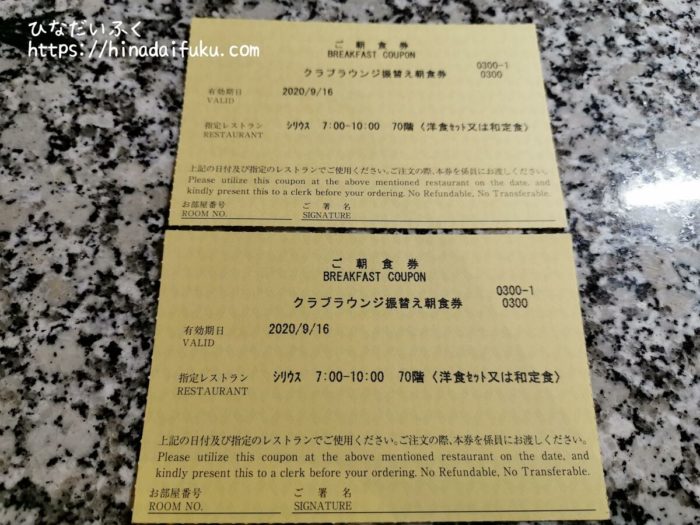 ひなだいふく
https://hinadaifuku.com/
ご 朝 食 券
BREAKFAST COUPON
0300-1
クラブラウンジ振替え朝食券 0300
有効期日 2020/9/16
VALID
指定レストラン シリウス 7:00-10:00 70階〈洋食セット又は和定食〉
RESTAURANT
上記の日付及び指定のレストランでご使用ください。ご注文の際、本券を係員にお渡しください。
Please utilize this coupon at the above mentioned restaurant on the date, and
kindly present this to a clerk before your ordering. No Refundable, No Transferable.
お部屋番号 ご 署 名
ROOM NO. SIGNATURE
ご 朝 食 券
BREAKFAST COUPON
0300-1
クラブラウンジ振替え朝食券 0300
有効期日 2020/9/16
VALID
指定レストラン シリウス 7:00-10:00 70階〈洋食セット又は和定食〉
RESTAURANT
上記の日付及び指定のレストランでご使用ください。ご注文の際、本券を係員にお渡しください。
Please utilize this coupon at the above mentioned restaurant on the date, and
kindly present this to a clerk before your ordering. No Refundable, No Transferable.
お部屋番号 ご 署 名
ROOM NO. SIGNATURE